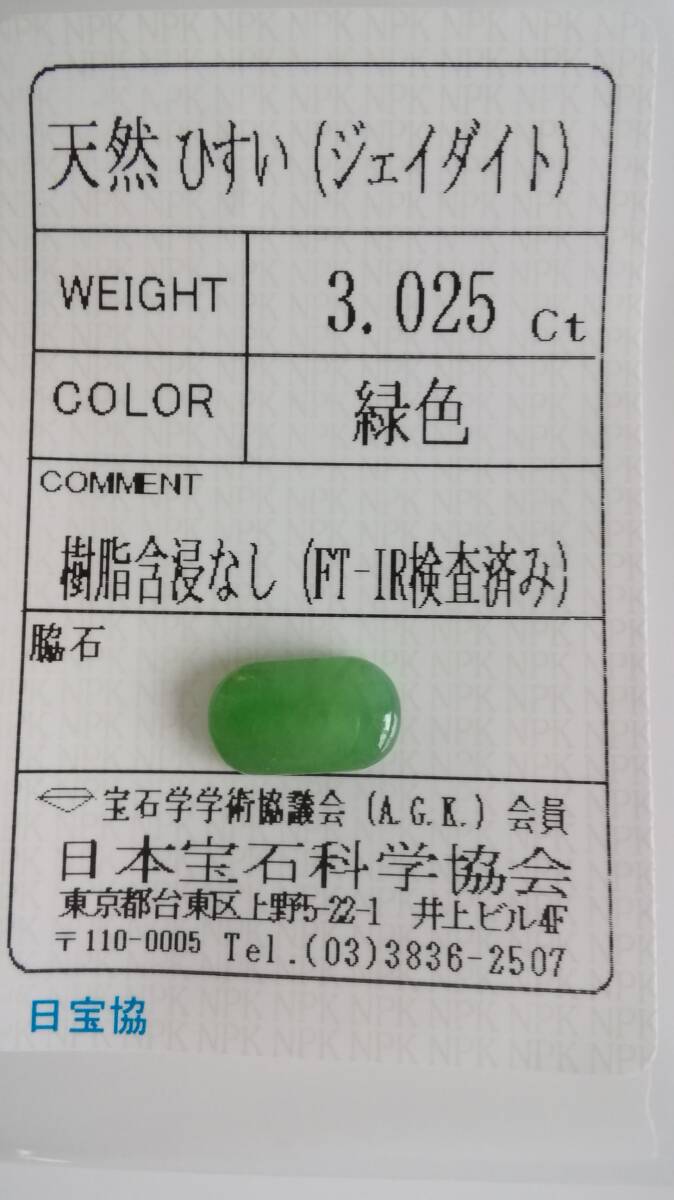 天然 ひすい (ジェイダイト)
WEIGHT 3.025 Ct
COLOR 緑色
COMMENT
樹脂含浸なし (FT-IR検査済み)
脇石
宝石学学術協議会 (A.G.K.) 会員
日本宝石科学協会
東京都台東区上野5-22-1 井上ビル4F
〒110-0005 Tel.(03)3836-2507
日宝協